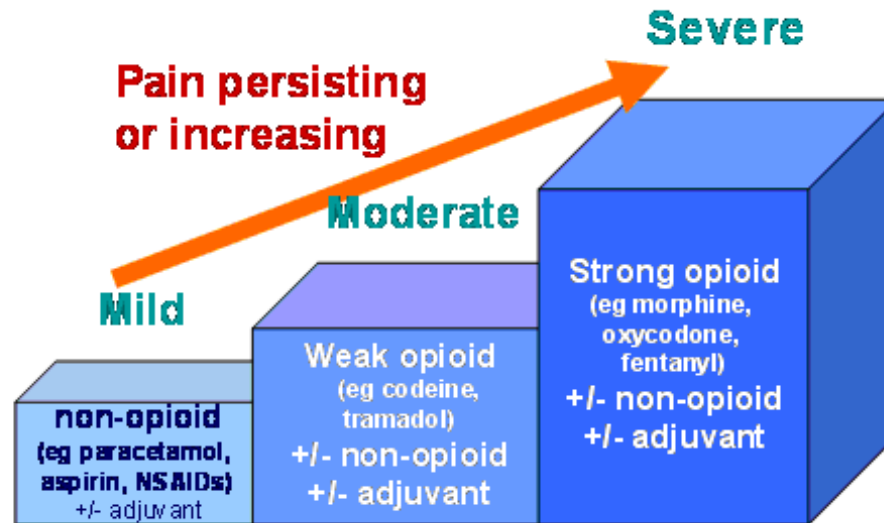 Severe
Pain persisting
or increasing
Moderate
Mild
non-opioid
(eg paracetamol,
aspirin, NSAIDs)
+/- adjuvant
Weak opioid
(eg codeine,
tramadol)
+/- non-opioid
+/- adjuvant
Strong opioid
(eg morphine,
oxycodone,
fentanyl)
+/- non-opioid
+/- adjuvant